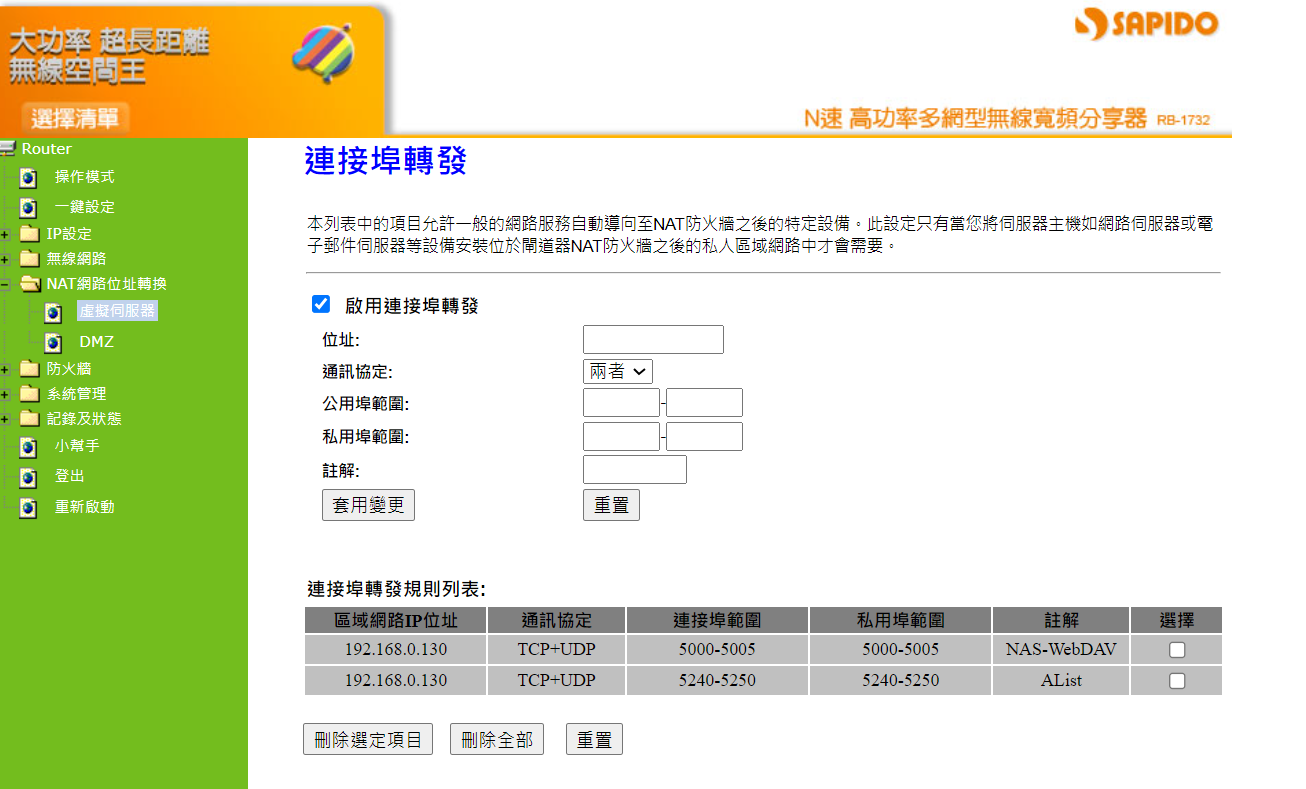 大功率 超長距離
無線空間王
選擇清單
SAPIDO
N速 高功率多網型無線寬頻分享器 RB-1732
Router
操作模式
一鍵設定
IP設定
無線網路
NAT網路位址轉換
虛擬伺服器
DMZ
防火牆
系統管理
記錄及狀態
小幫手
登出
重新啟動
連接埠轉發
本列表中的項目允許一般的網路服務自動導向至NAT防火牆之後的特定設備。此設定只有當您將伺服器主機如網路伺服器或電
子郵件伺服器等設備安裝位於閘道器NAT防火牆之後的私人區域網路中才會需要。
啟用連接埠轉發
位址:
通訊協定: 兩者
公用埠範圍: -
私用埠範圍: -
註解:
套用變更 重置
連接埠轉發規則列表:
區域網路IP位址 通訊協定 連接埠範圍 私用埠範圍 註解 選擇
192.168.0.130 TCP+UDP 5000-5005 5000-5005 NAS-WebDAV
192.168.0.130 TCP+UDP 5240-5250 5240-5250 AList
刪除選定項目 刪除全部 重置